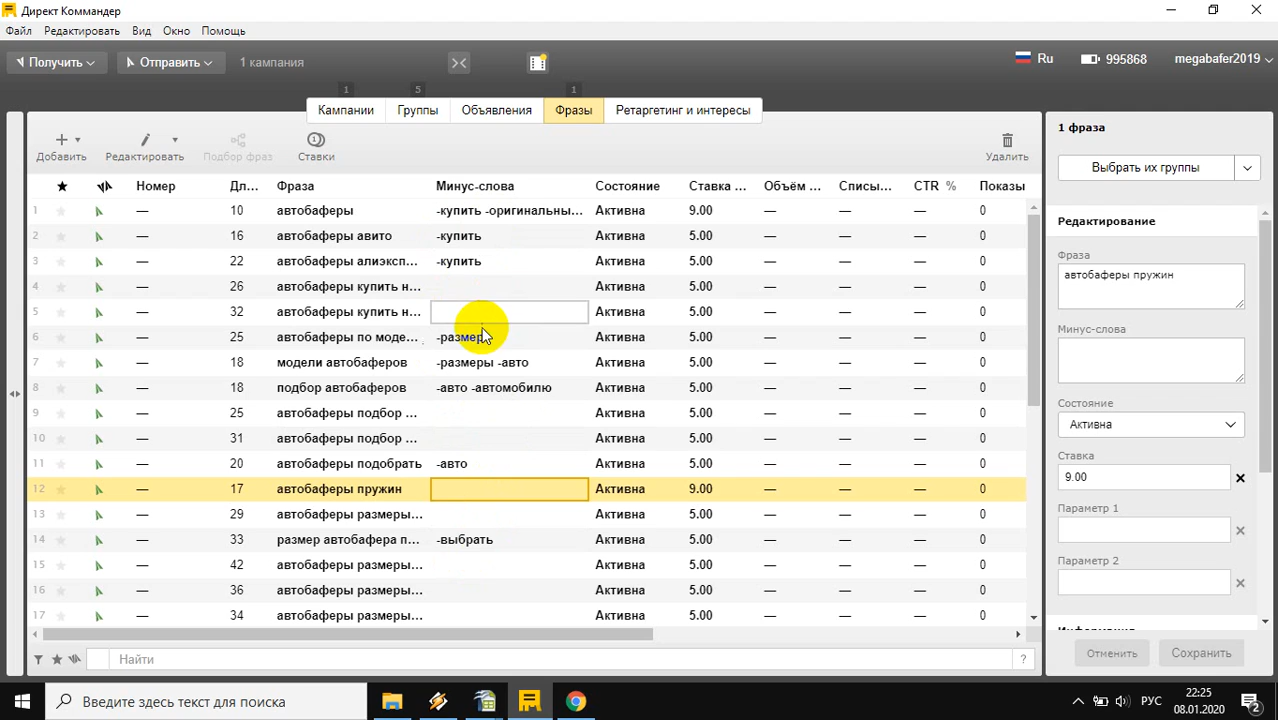 Директ Коммандер
Файл Редактировать Вид Окно Помощь
Получить Отправить 1 кампания Ru 995868 megabafer2019
1 5 1
Кампании Группы Объявления Фразы Ретаргетинг и интересы
Добавить Редактировать Подбор фраз Ставки Удалить
Номер Дл... Фраза Минус-слова Состояние Ставка ... Объём ... Списы... CTR % Показы
1 — 10 автобаферы -купить -оригинальны... Активна 9.00 — — — 0
2 — 16 автобаферы авито -купить Активна 5.00 — — — 0
3 — 22 автобаферы алиэксп... -купить Активна 5.00 — — — 0
4 — 26 автобаферы купить н... Активна 5.00 — — — 0
5 — 32 автобаферы купить н... Активна 5.00 — — — 0
6 — 25 автобаферы по моде... -размеры Активна 5.00 — — — 0
7 — 18 модели автобаферов -размеры -авто Активна 5.00 — — — 0
8 — 18 подбор автобаферов -авто -автомобилю Активна 5.00 — — — 0
9 — 25 автобаферы подбор ... Активна 5.00 — — — 0
10 — 31 автобаферы подбор ... Активна 5.00 — — — 0
11 — 20 автобаферы подобрать -авто Активна 5.00 — — — 0
12 — 17 автобаферы пружин Активна 9.00 — — — 0
13 — 29 автобаферы размеры... Активна 5.00 — — — 0
14 — 33 размер автобафера п... -выбрать Активна 5.00 — — — 0
15 — 42 автобаферы размеры... Активна 5.00 — — — 0
16 — 36 автобаферы размеры... Активна 5.00 — — — 0
17 — 34 автобаферы размеры... Активна 5.00 — — — 0
Найти ?
1 фраза
Выбрать их группы
Редактирование
Фраза
автобаферы пружин
Минус-слова
Состояние
Активна
Ставка
9.00
Параметр 1
Параметр 2
Информация
Отменить Сохранить
Введите здесь текст для поиска
РУС 22:25
08.01.2020
2